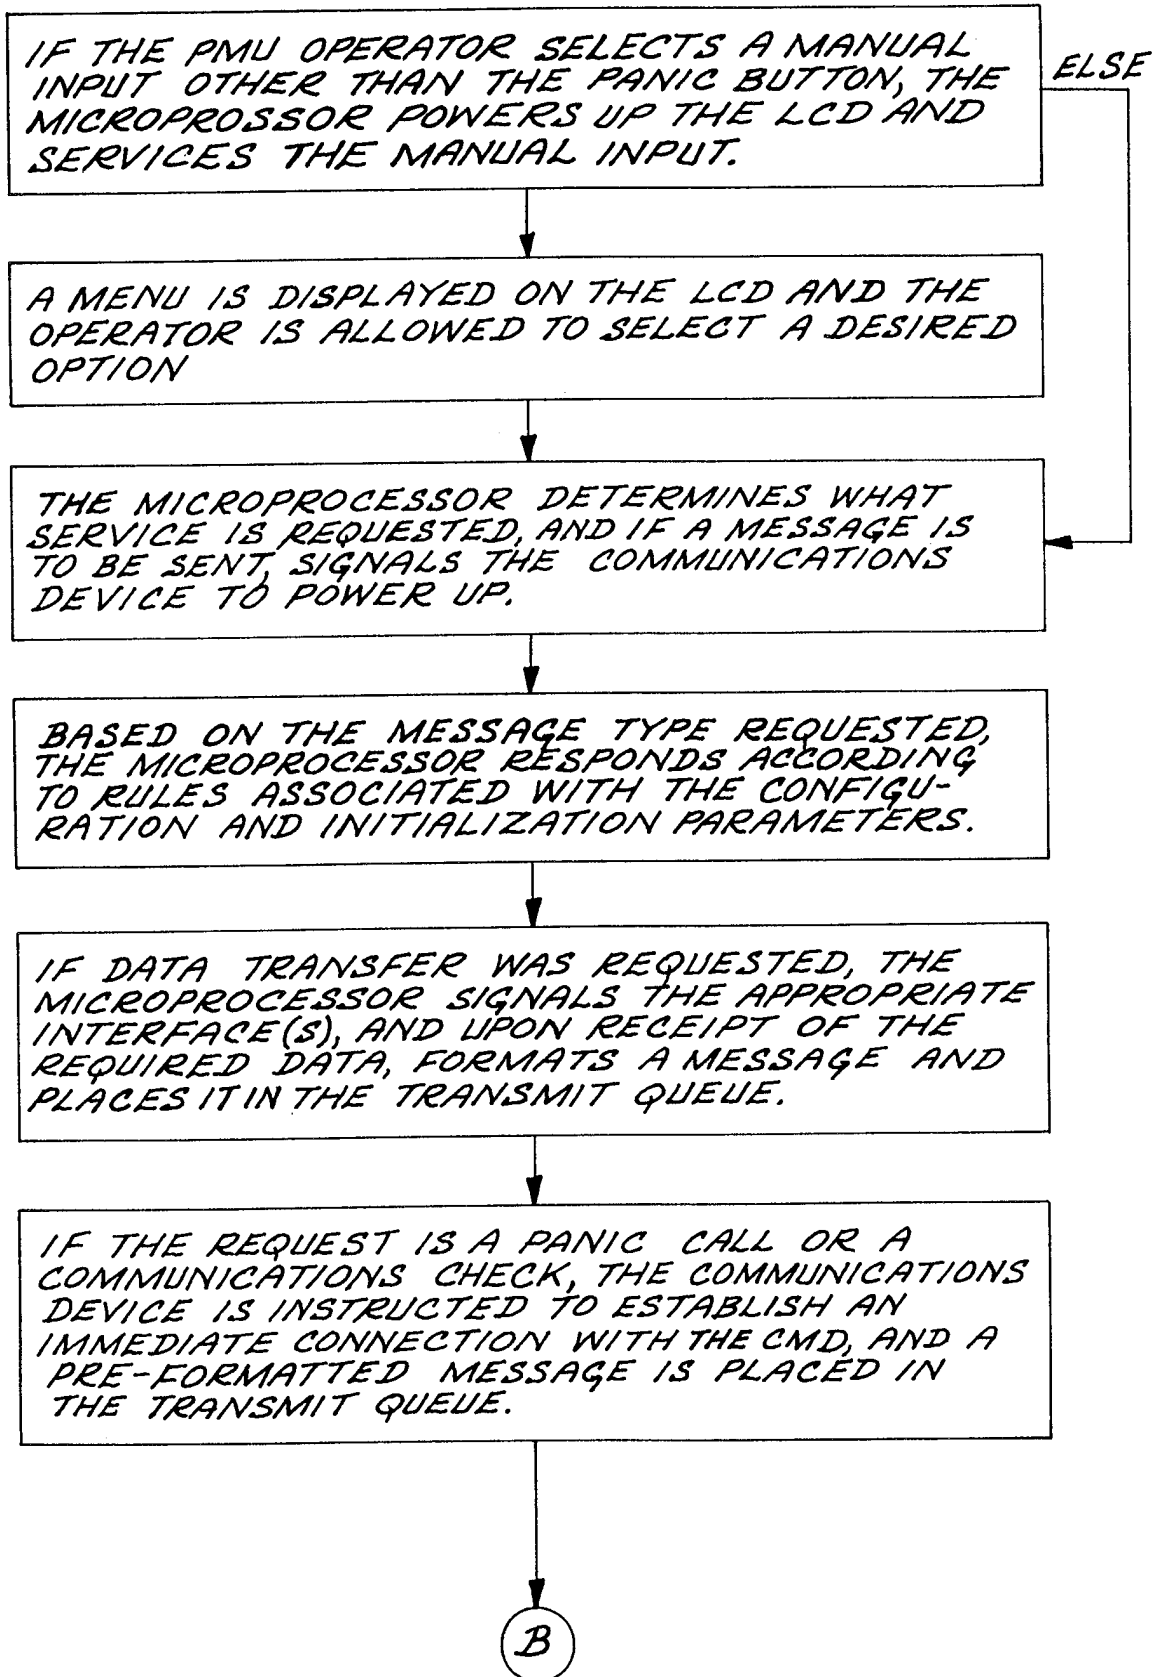 IF THE PMU OPERATOR SELECTS A MANUAL
INPUT OTHER THAN THE PANIC BUTTON, THE
MICROPROSSOR POWERS UP THE LCD AND
SERVICES THE MANUAL INPUT.
ELSE
A MENU IS DISPLAYED ON THE LCD AND THE
OPERATOR IS ALLOWED TO SELECT A DESIRED
OPTION
THE MICROPROCESSOR DETERMINES WHAT
SERVICE IS REQUESTED, AND IF A MESSAGE IS
TO BE SENT, SIGNALS THE COMMUNICATIONS
DEVICE TO POWER UP.
BASED ON THE MESSAGE TYPE REQUESTED,
THE MICROPROCESSOR RESPONDS ACCORDING
TO RULES ASSOCIATED WITH THE CONFIGU-
RATION AND INITIALIZATION PARAMETERS.
IF DATA TRANSFER WAS REQUESTED, THE
MICROPROCESSOR SIGNALS THE APPROPRIATE
INTERFACE(S), AND UPON RECEIPT OF THE
REQUIRED DATA, FORMATS A MESSAGE AND
PLACES IT IN THE TRANSMIT QUEUE.
IF THE REQUEST IS A PANIC CALL OR A
COMMUNICATIONS CHECK, THE COMMUNICATIONS
DEVICE IS INSTRUCTED TO ESTABLISH AN
IMMEDIATE CONNECTION WITH THE CMD, AND A
PRE-FORMATTED MESSAGE IS PLACED IN
THE TRANSMIT QUEUE.
B